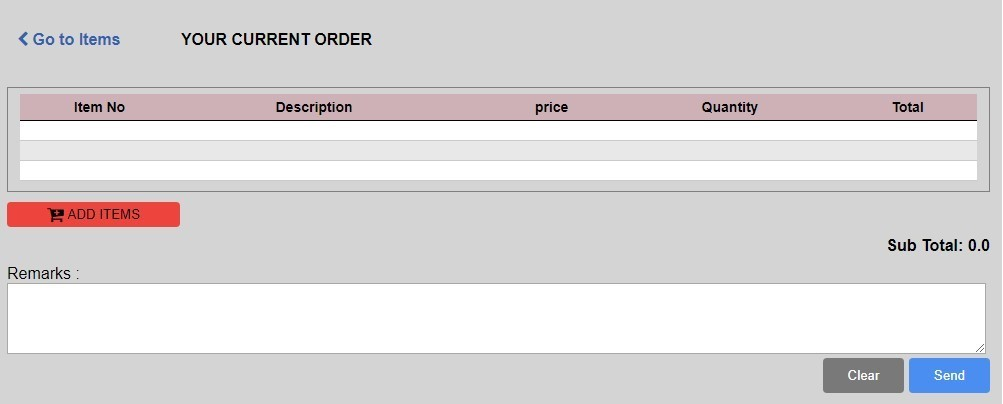 Go to Items YOUR CURRENT ORDER
Item No Description price Quantity Total
ADD ITEMS
Sub Total: 0.0
Remarks :
Clear Send